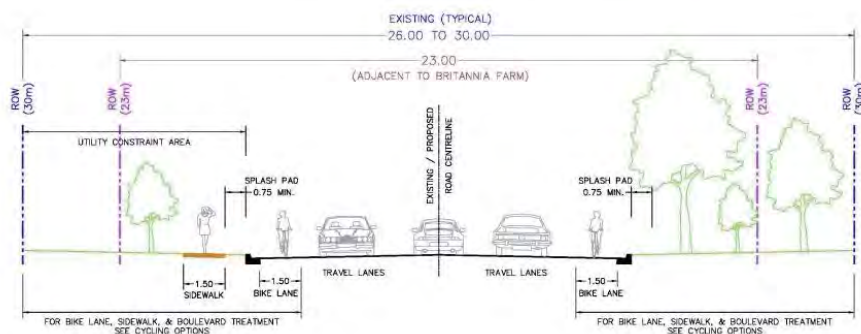 EXISTING (TYPICAL)
26.00 TO 30.00
23.00
(ADJACENT TO BRITANNIA FARM)
ROW
(30m)
ROW
(23m)
EXISTING / PROPOSED
ROAD CENTRELINE
ROW
(23m)
ROW
(30m)
UTILITY CONSTRAINT AREA
SPLASH PAD
0.75 MIN.
SPLASH PAD
0.75 MIN.
1.50
SIDEWALK
1.50
BIKE LANE
TRAVEL LANES
TRAVEL LANES
1.50
BIKE LANE
FOR BIKE LANE, SIDEWALK, & BOULEVARD TREATMENT
SEE CYCLING OPTIONS
FOR BIKE LANE, SIDEWALK, & BOULEVARD TREATMENT
SEE CYCLING OPTIONS